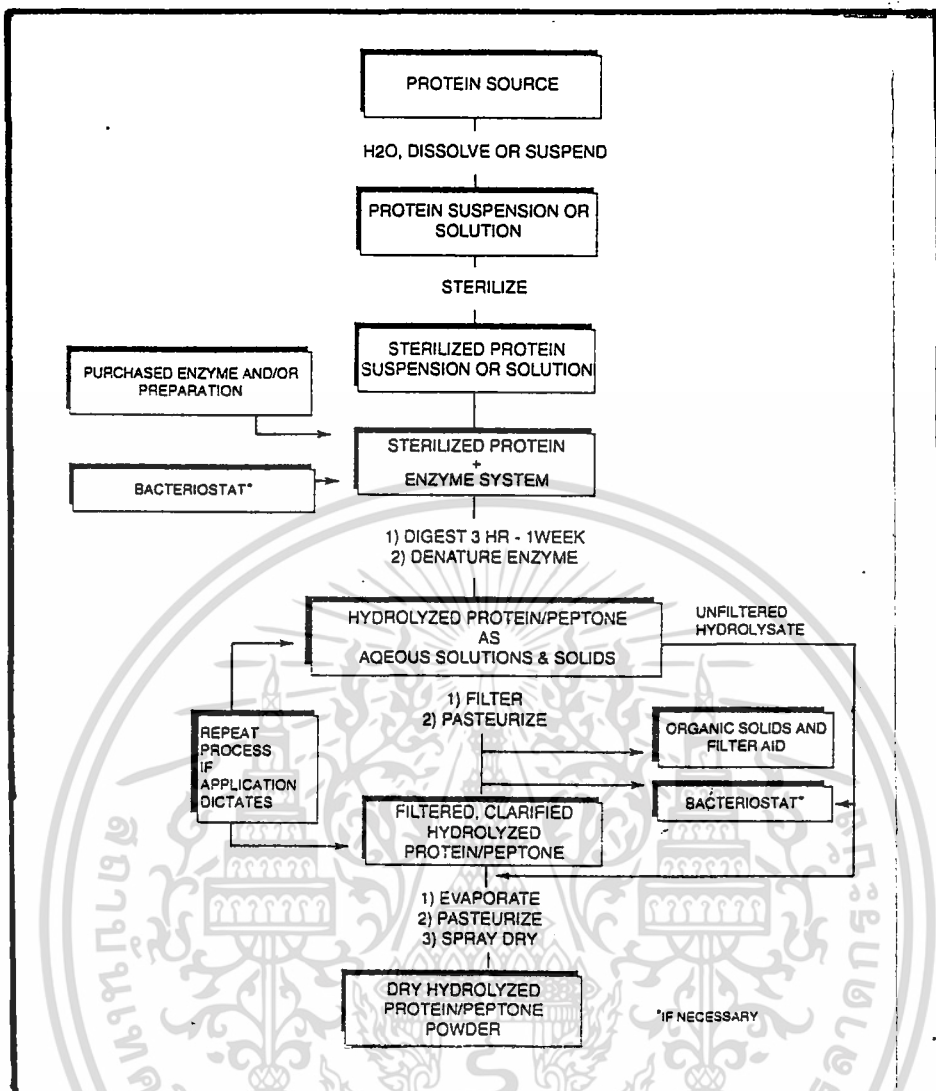 PROTEIN SOURCE
H2O, DISSOLVE OR SUSPEND
PROTEIN SUSPENSION OR
SOLUTION
STERILIZE
STERILIZED PROTEIN
SUSPENSION OR SOLUTION
PURCHASED ENZYME AND/OR
PREPARATION
STERILIZED PROTEIN
+
ENZYME SYSTEM
BACTERIOSTAT*
1) DIGEST 3 HR - 1WEEK
2) DENATURE ENZYME
HYDROLYZED PROTEIN/PEPTONE
AS
AQEOUS SOLUTIONS & SOLIDS
UNFILTERED
HYDROLYSATE
1) FILTER
2) PASTEURIZE
REPEAT
PROCESS
IF
APPLICATION
DICTATES
ORGANIC SOLIDS AND
FILTER AID
BACTERIOSTAT*
FILTERED, CLARIFIED
HYDROLYZED
PROTEIN/PEPTONE
1) EVAPORATE
2) PASTEURIZE
3) SPRAY DRY
DRY HYDROLYZED
PROTEIN/PEPTONE
POWDER
*IF NECESSARY